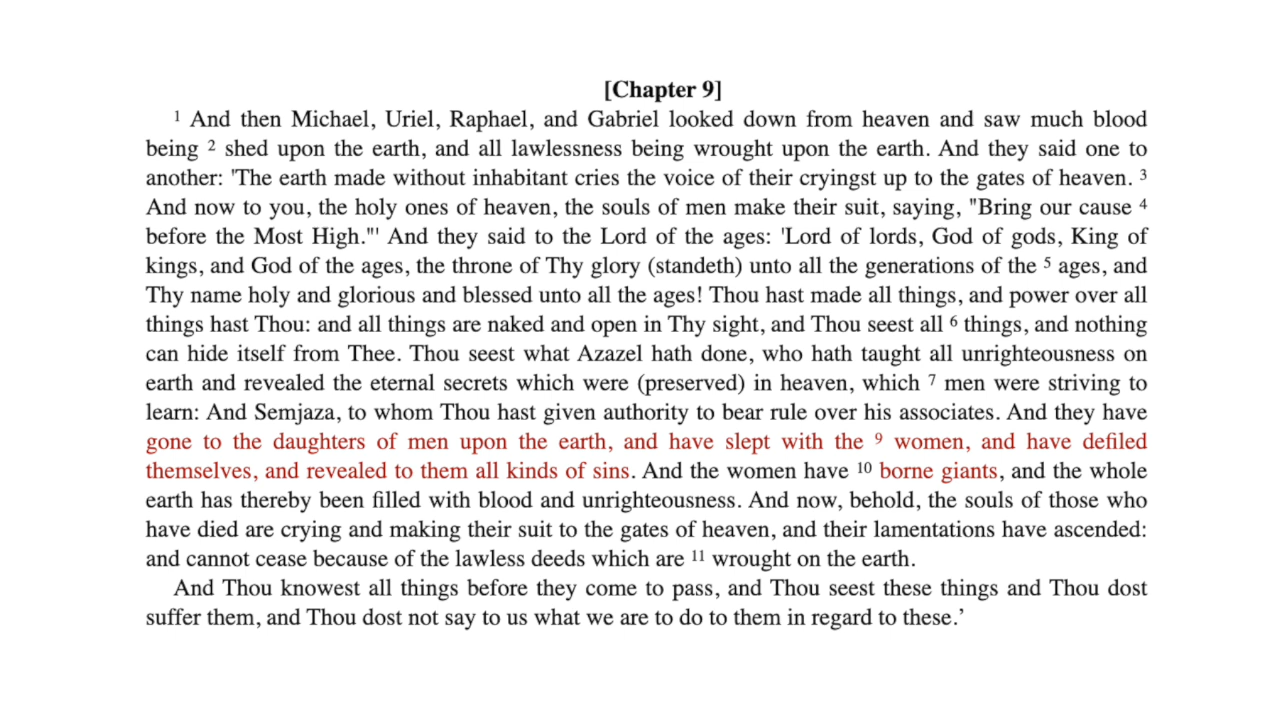 [Chapter 9]
1 And then Michael, Uriel, Raphael, and Gabriel looked down from heaven and saw much blood
being 2 shed upon the earth, and all lawlessness being wrought upon the earth. And they said one to
another: 'The earth made without inhabitant cries the voice of their cryingst up to the gates of heaven. 3
And now to you, the holy ones of heaven, the souls of men make their suit, saying, "Bring our cause 4
before the Most High."' And they said to the Lord of the ages: 'Lord of lords, God of gods, King of
kings, and God of the ages, the throne of Thy glory (standeth) unto all the generations of the 5 ages, and
Thy name holy and glorious and blessed unto all the ages! Thou hast made all things, and power over all
things hast Thou: and all things are naked and open in Thy sight, and Thou seest all 6 things, and nothing
can hide itself from Thee. Thou seest what Azazel hath done, who hath taught all unrighteousness on
earth and revealed the eternal secrets which were (preserved) in heaven, which 7 men were striving to
learn: And Semjaza, to whom Thou hast given authority to bear rule over his associates. And they have
gone to the daughters of men upon the earth, and have slept with the 9 women, and have defiled
themselves, and revealed to them all kinds of sins. And the women have 10 borne giants, and the whole
earth has thereby been filled with blood and unrighteousness. And now, behold, the souls of those who
have died are crying and making their suit to the gates of heaven, and their lamentations have ascended:
and cannot cease because of the lawless deeds which are 11 wrought on the earth.
And Thou knowest all things before they come to pass, and Thou seest these things and Thou dost
suffer them, and Thou dost not say to us what we are to do to them in regard to these.’